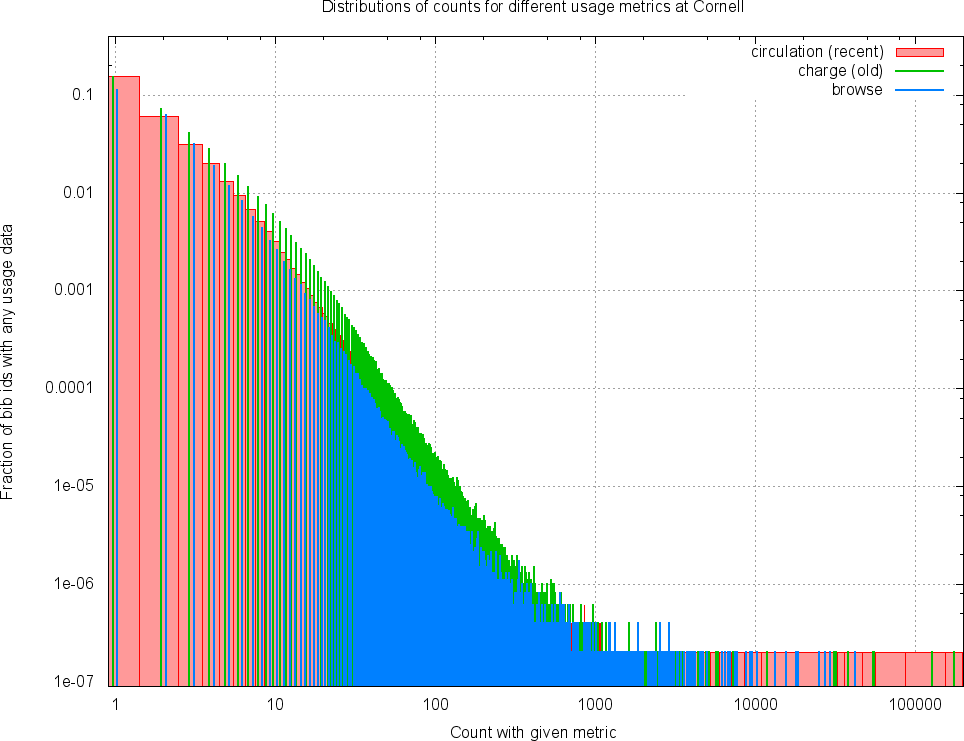 Distributions of counts for different usage metrics at Cornell
circulation (recent)
charge (old)
browse
Fraction of bib ids with any usage data
0.1
0.01
0.001
0.0001
1e-05
1e-06
1e-07
1 10 100 1000 10000 100000
Count with given metric